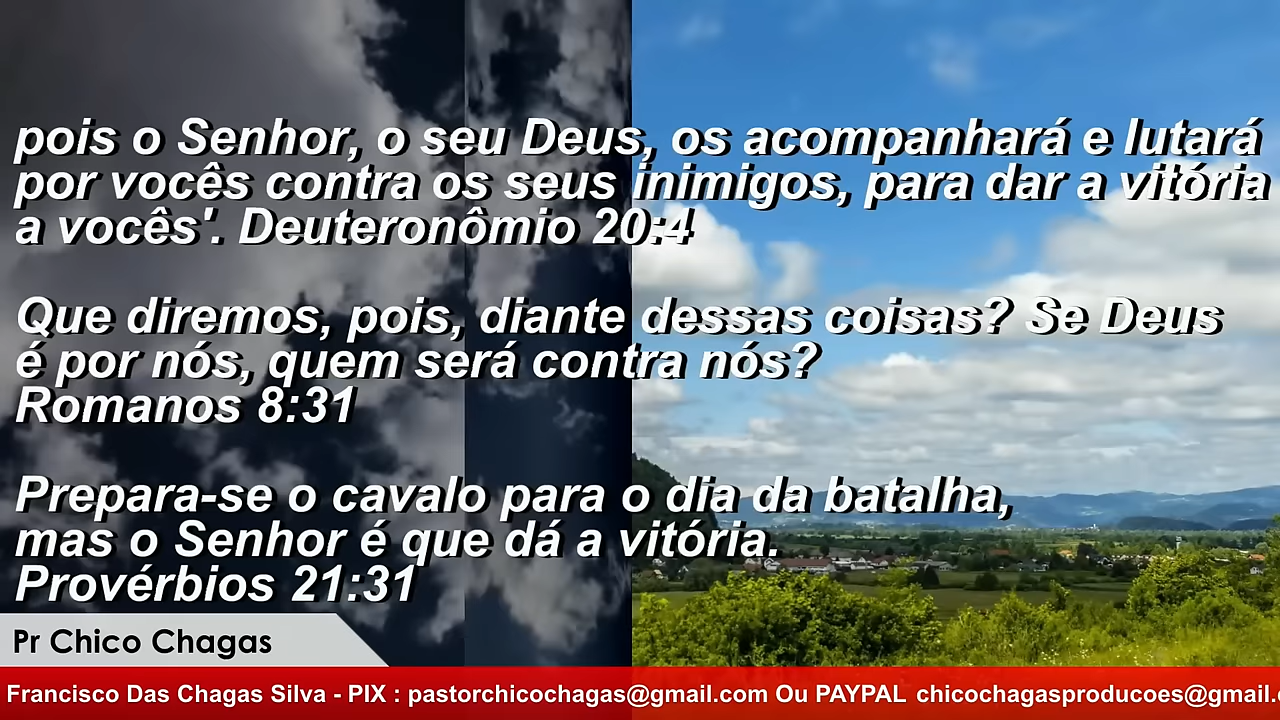 pois o Senhor, o seu Deus, os acompanhará e lutará
por vocês contra os seus inimigos, para dar a vitória
a vocês'. Deuteronômio 20:4
Que diremos, pois, diante dessas coisas? Se Deus
é por nós, quem será contra nós?
Romanos 8:31
Prepara-se o cavalo para o dia da batalha,
mas o Senhor é que dá a vitória.
Provérbios 21:31
Pr Chico Chagas
Francisco Das Chagas Silva - PIX : pastorchicochagas@gmail.com Ou PAYPAL chicochagasproducoes@gmail.